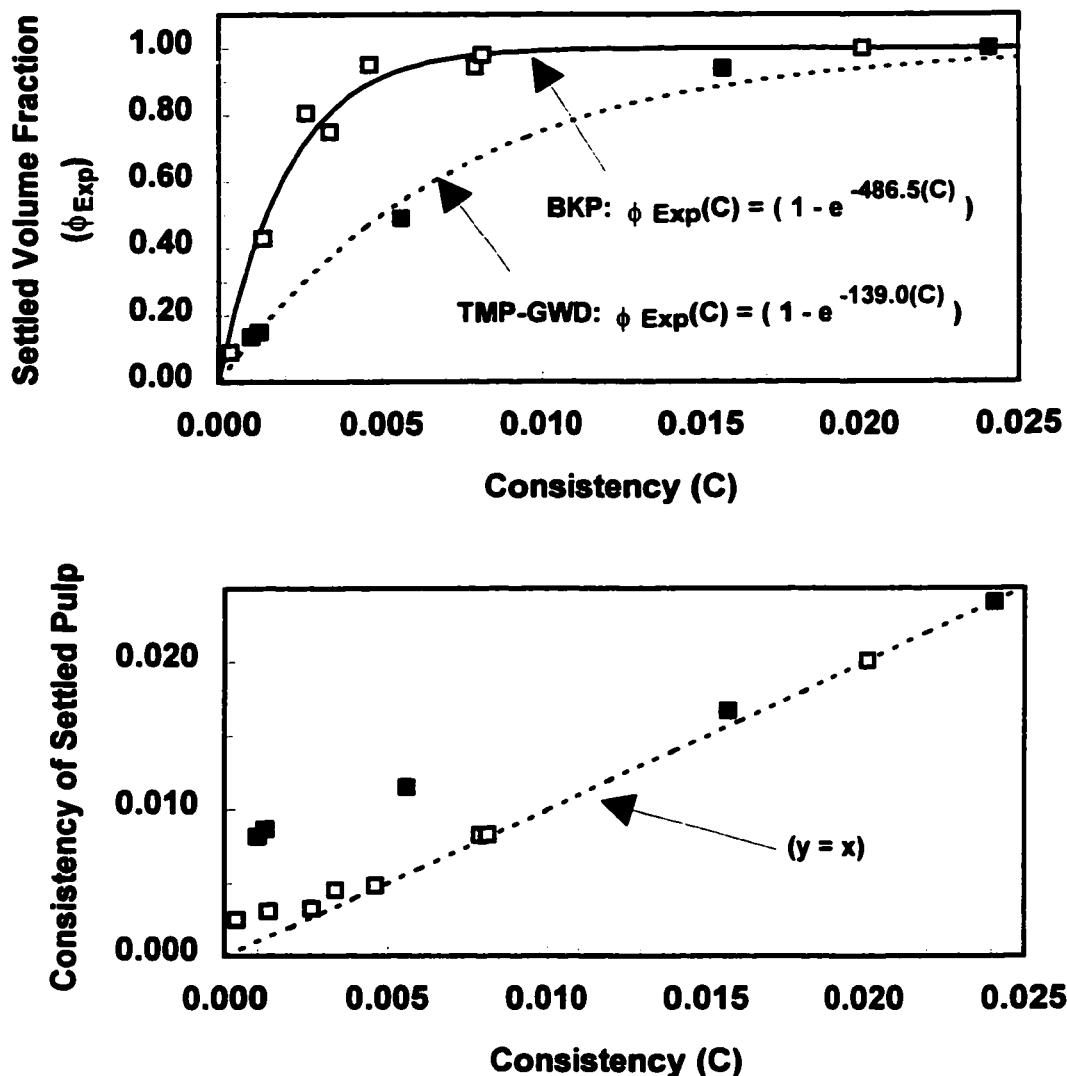 Settled Volume Fraction
(ϕExp)
1.00
0.80
0.60
0.40
0.20
0.00
BKP: ϕ Exp(C) = ( 1 - e -486.5(C) )
TMP-GWD: ϕ Exp(C) = ( 1 - e -139.0(C) )
0.000 0.005 0.010 0.015 0.020 0.025
Consistency (C)
Consistency of Settled Pulp
0.020
0.010
0.000
(y = x)
0.000 0.005 0.010 0.015 0.020 0.025
Consistency (C)